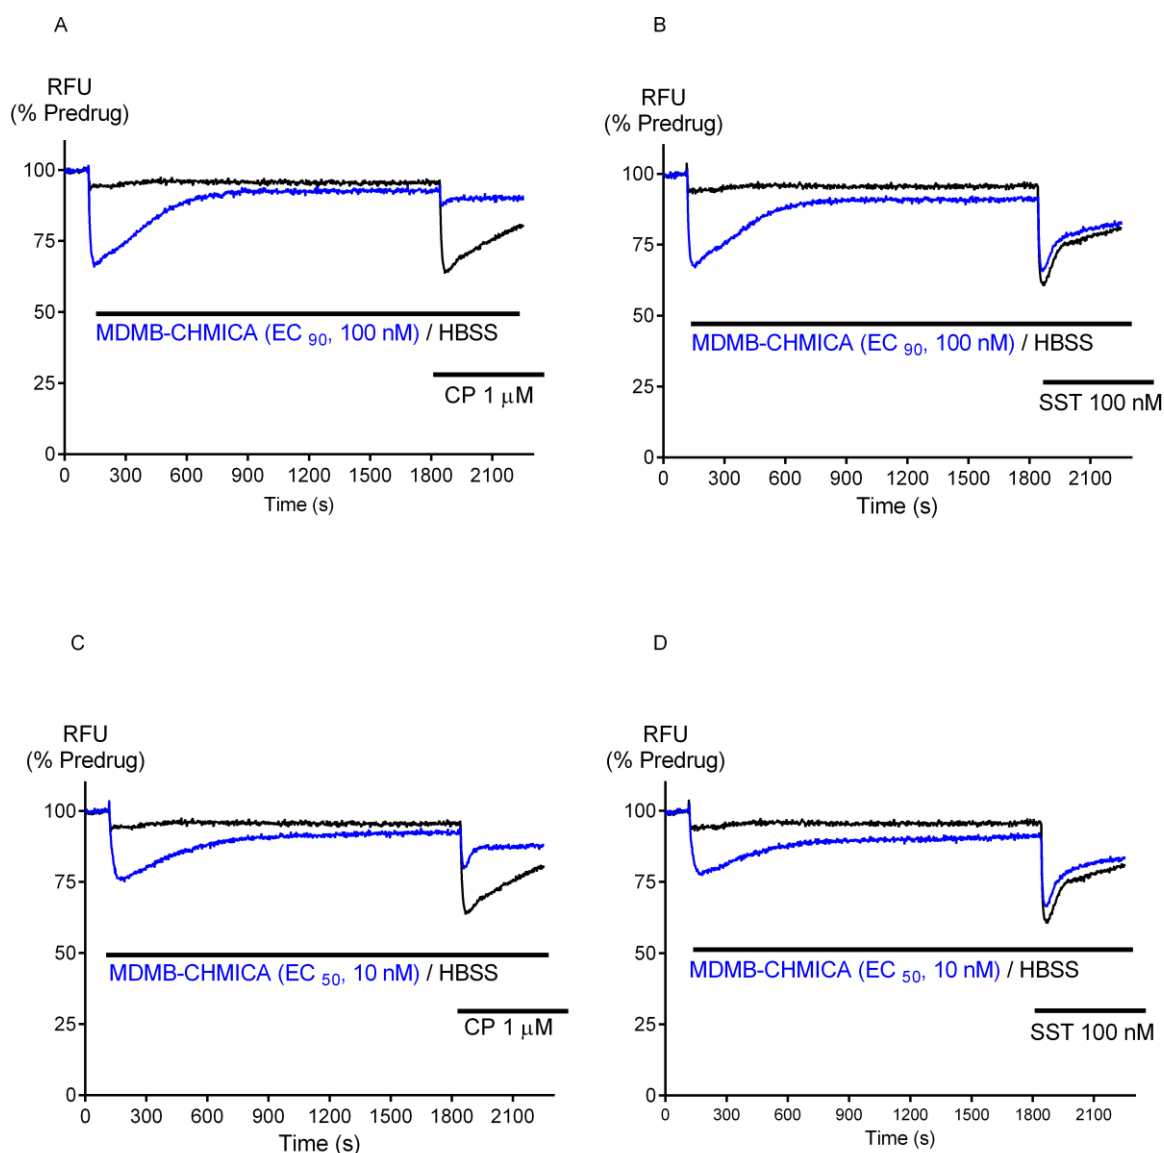 A
RFU
(% Predrug)
100
75
50
25
0
MDMB-CHMICA (EC 90, 100 nM) / HBSS
CP 1 μM
0 300 600 900 1200 1500 1800 2100
Time (s)
B
RFU
(% Predrug)
100
75
50
25
0
MDMB-CHMICA (EC 90, 100 nM) / HBSS
SST 100 nM
0 300 600 900 1200 1500 1800 2100
Time (s)
C
RFU
(% Predrug)
100
75
50
25
0
MDMB-CHMICA (EC 50, 10 nM) / HBSS
CP 1 μM
0 300 600 900 1200 1500 1800 2100
Time (s)
D
RFU
(% Predrug)
100
75
50
25
0
MDMB-CHMICA (EC 50, 10 nM) / HBSS
SST 100 nM
0 300 600 900 1200 1500 1800 2100
Time (s)